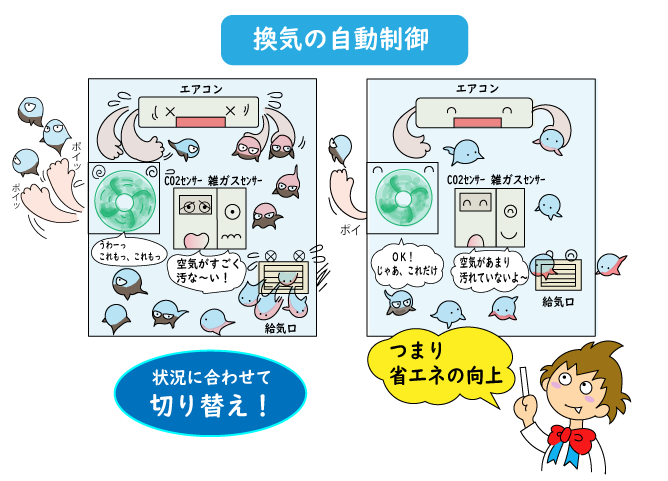 換気の自動制御
エアコン
ポイッ
ポイッ
CO2センサー 雑ガスセンサー
うわーっ
これもっ、これもっ
空気がすごく
汚な〜い！
給気口
エアコン
CO2センサー 雑ガスセンサー
ポイ
OK！
じゃあ、これだけ
空気があまり
汚れていないよ〜
給気口
状況に合わせて
切り替え！
つまり
省エネの向上